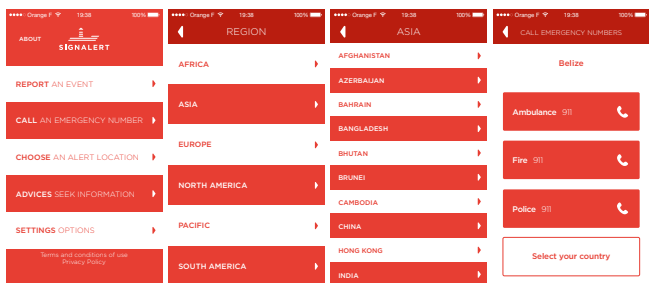 Orange F 19:38 100%
ABOUT
SIGNALERT
REPORT AN EVENT
CALL AN EMERGENCY NUMBER
CHOOSE AN ALERT LOCATION
ADVICES SEEK INFORMATION
SETTINGS OPTIONS
Terms and conditions of use
Privacy Policy
Orange F 19:38 100%
REGION
AFRICA
ASIA
EUROPE
NORTH AMERICA
PACIFIC
SOUTH AMERICA
Orange F 19:38 100%
ASIA
AFGHANISTAN
AZERBAIJAN
BAHRAIN
BANGLADESH
BHUTAN
BRUNEI
CAMBODIA
CHINA
HONG KONG
INDIA
Orange F 19:38 100%
CALL EMERGENCY NUMBERS
Belize
Ambulance 911
Fire 911
Police 911
Select your country